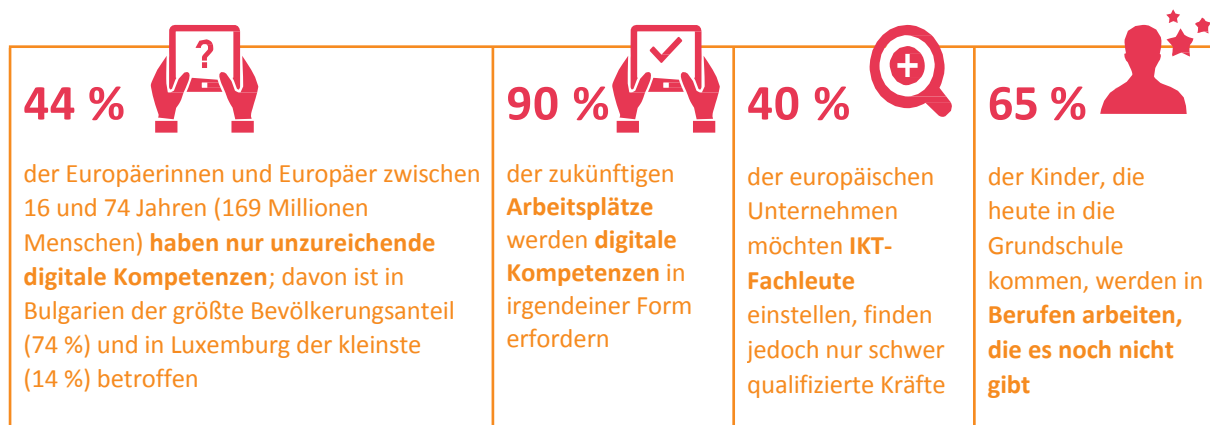 ?
44 %
der Europäerinnen und Europäer zwischen
16 und 74 Jahren (169 Millionen
Menschen) haben nur unzureichende
digitale Kompetenzen; davon ist in
Bulgarien der größte Bevölkerungsanteil
(74 %) und in Luxemburg der kleinste
(14 %) betroffen
90 %
der zukünftigen
Arbeitsplätze
werden digitale
Kompetenzen in
irgendeiner Form
erfordern
40 %
der europäischen
Unternehmen
möchten IKT-
Fachleute
einstellen, finden
jedoch nur schwer
qualifizierte Kräfte
65 %
der Kinder, die
heute in die
Grundschule
kommen, werden in
Berufen arbeiten,
die es noch nicht
gibt